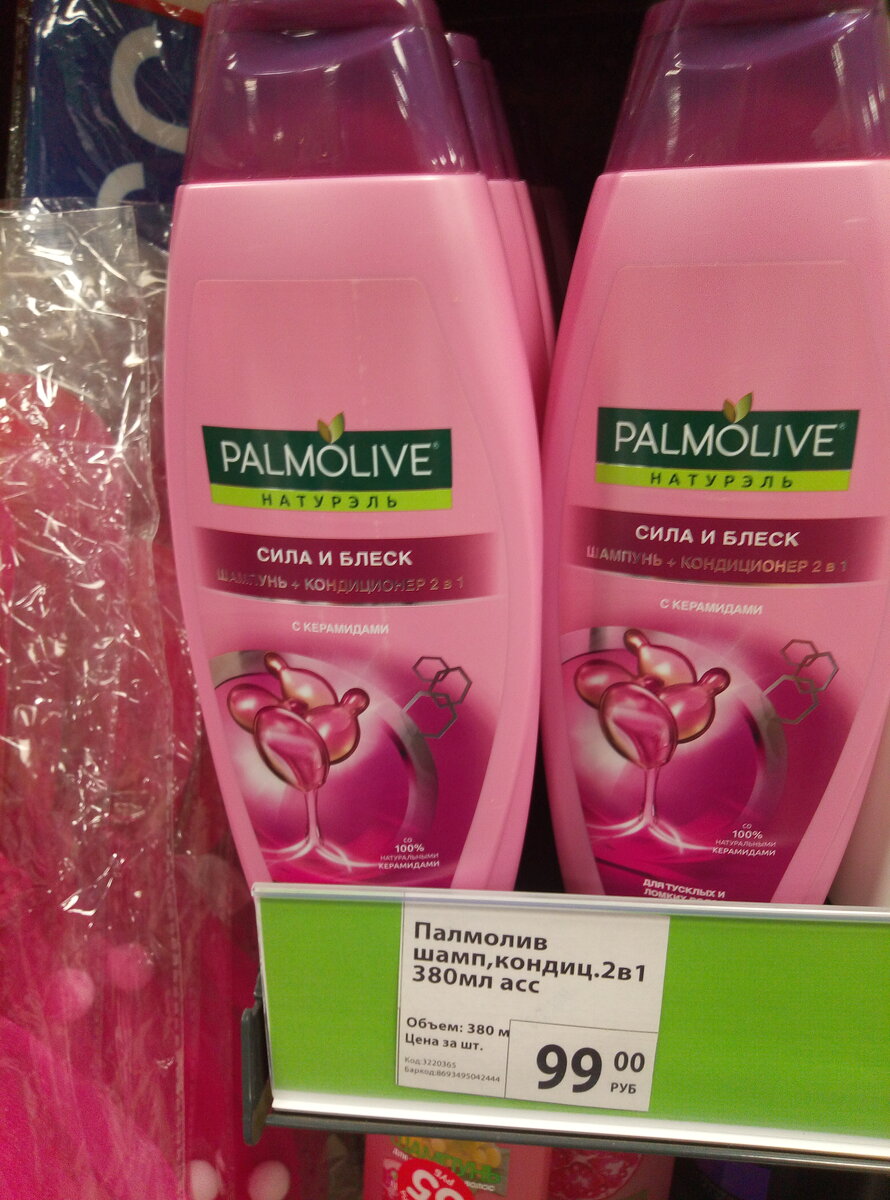 PALMOLIVE
НАТУРЭЛЬ
СИЛА И БЛЕСК
ШАМПУНЬ + КОНДИЦИОНЕР 2 в 1
С КЕРАМИДАМИ
со
100%
НАТУРАЛЬНЫМИ
КЕРАМИДАМИ
PALMOLIVE
НАТУРЭЛЬ
СИЛА И БЛЕСК
ШАМПУНЬ + КОНДИЦИОНЕР 2 в 1
С КЕРАМИДАМИ
со
100%
НАТУРАЛЬНЫМИ
КЕРАМИДАМИ
ДЛЯ ТУСКЛЫХ И
ЛОМКИХ
Палмолив
шамп,кондиц.2в1
380мл асс
Объем: 380 м
Цена за шт.
Код:3220365
Баркод:8693495042444
99 00
РУБ
ШАМПУНЬ